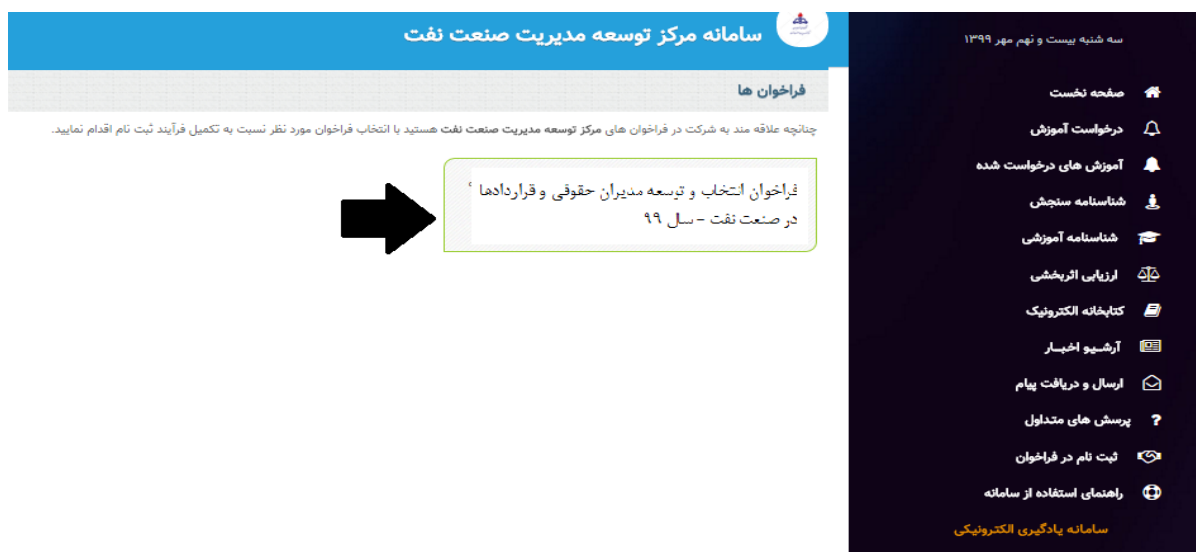 سامانه مرکز توسعه مدیریت صنعت نفت
فراخوان ها
چنانچه علاقه مند به شرکت در فراخوان های مرکز توسعه مدیریت صنعت نفت هستید با انتخاب فراخوان مورد نظر نسبت به تکمیل فرآیند ثبت نام اقدام نمایید.
فراخوان انتخاب و توسعه مدیران حقوقی و قراردادها
در صنعت نفت - سال ۹۹
سه شنبه بیست و نهم مهر ۱۳۹۹
صفحه نخست
درخواست آموزش
آموزش های درخواست شده
شناسنامه سنجش
شناسنامه آموزشی
ارزیابی اثربخشی
کتابخانه الکترونیک
آرشـیو اخبـار
ارسال و دریافت پیام
پرسش های متداول
ثبت نام در فراخوان
راهنمای استفاده از سامانه
سامانه یادگیری الکترونیکی